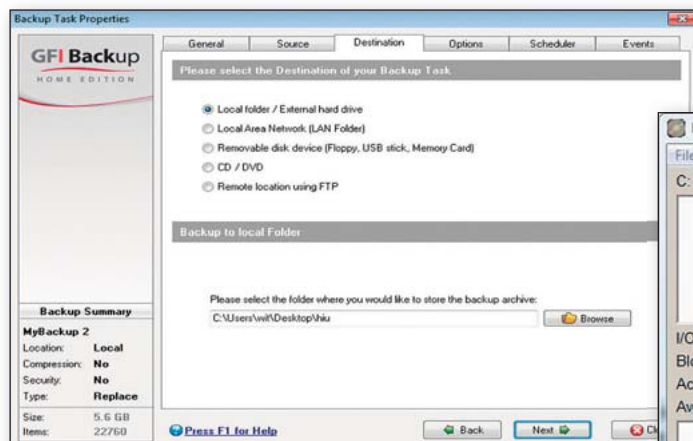 Backup Task Properties
GFI Backup
HOME EDITION
General Source Destination Options Scheduler Events
Please select the Destination of your Backup Task
Local folder / External hard drive
Local Area Network (LAN Folder)
Removable disk device (Floppy, USB stick, Memory Card)
CD / DVD
Remote location using FTP
Backup to local Folder
Please select the folder where you would like to store the backup archive:
C:\Users\wit\Desktop\hiu Browse
Backup Summary
MyBackup 2
Location: Local
Compression: No
Security: No
Type: Replace
Size: 5.6 GB
Items: 22760
Press F1 for Help
Back Next
File
C:
I/O